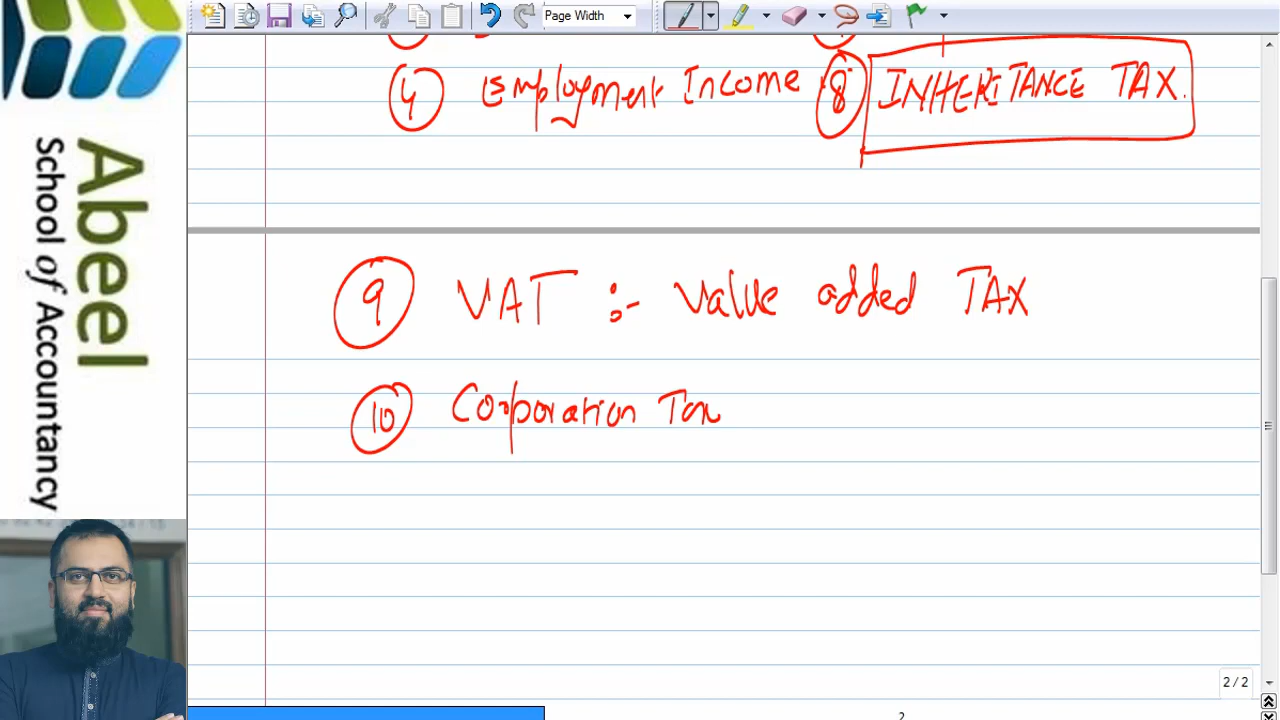 Page Width
4 Employment Income 8 INHERITANCE TAX.
9 VAT :- Value added TAX
10 Corporation Tax
Abeel
School of Accountancy
2 / 2
2